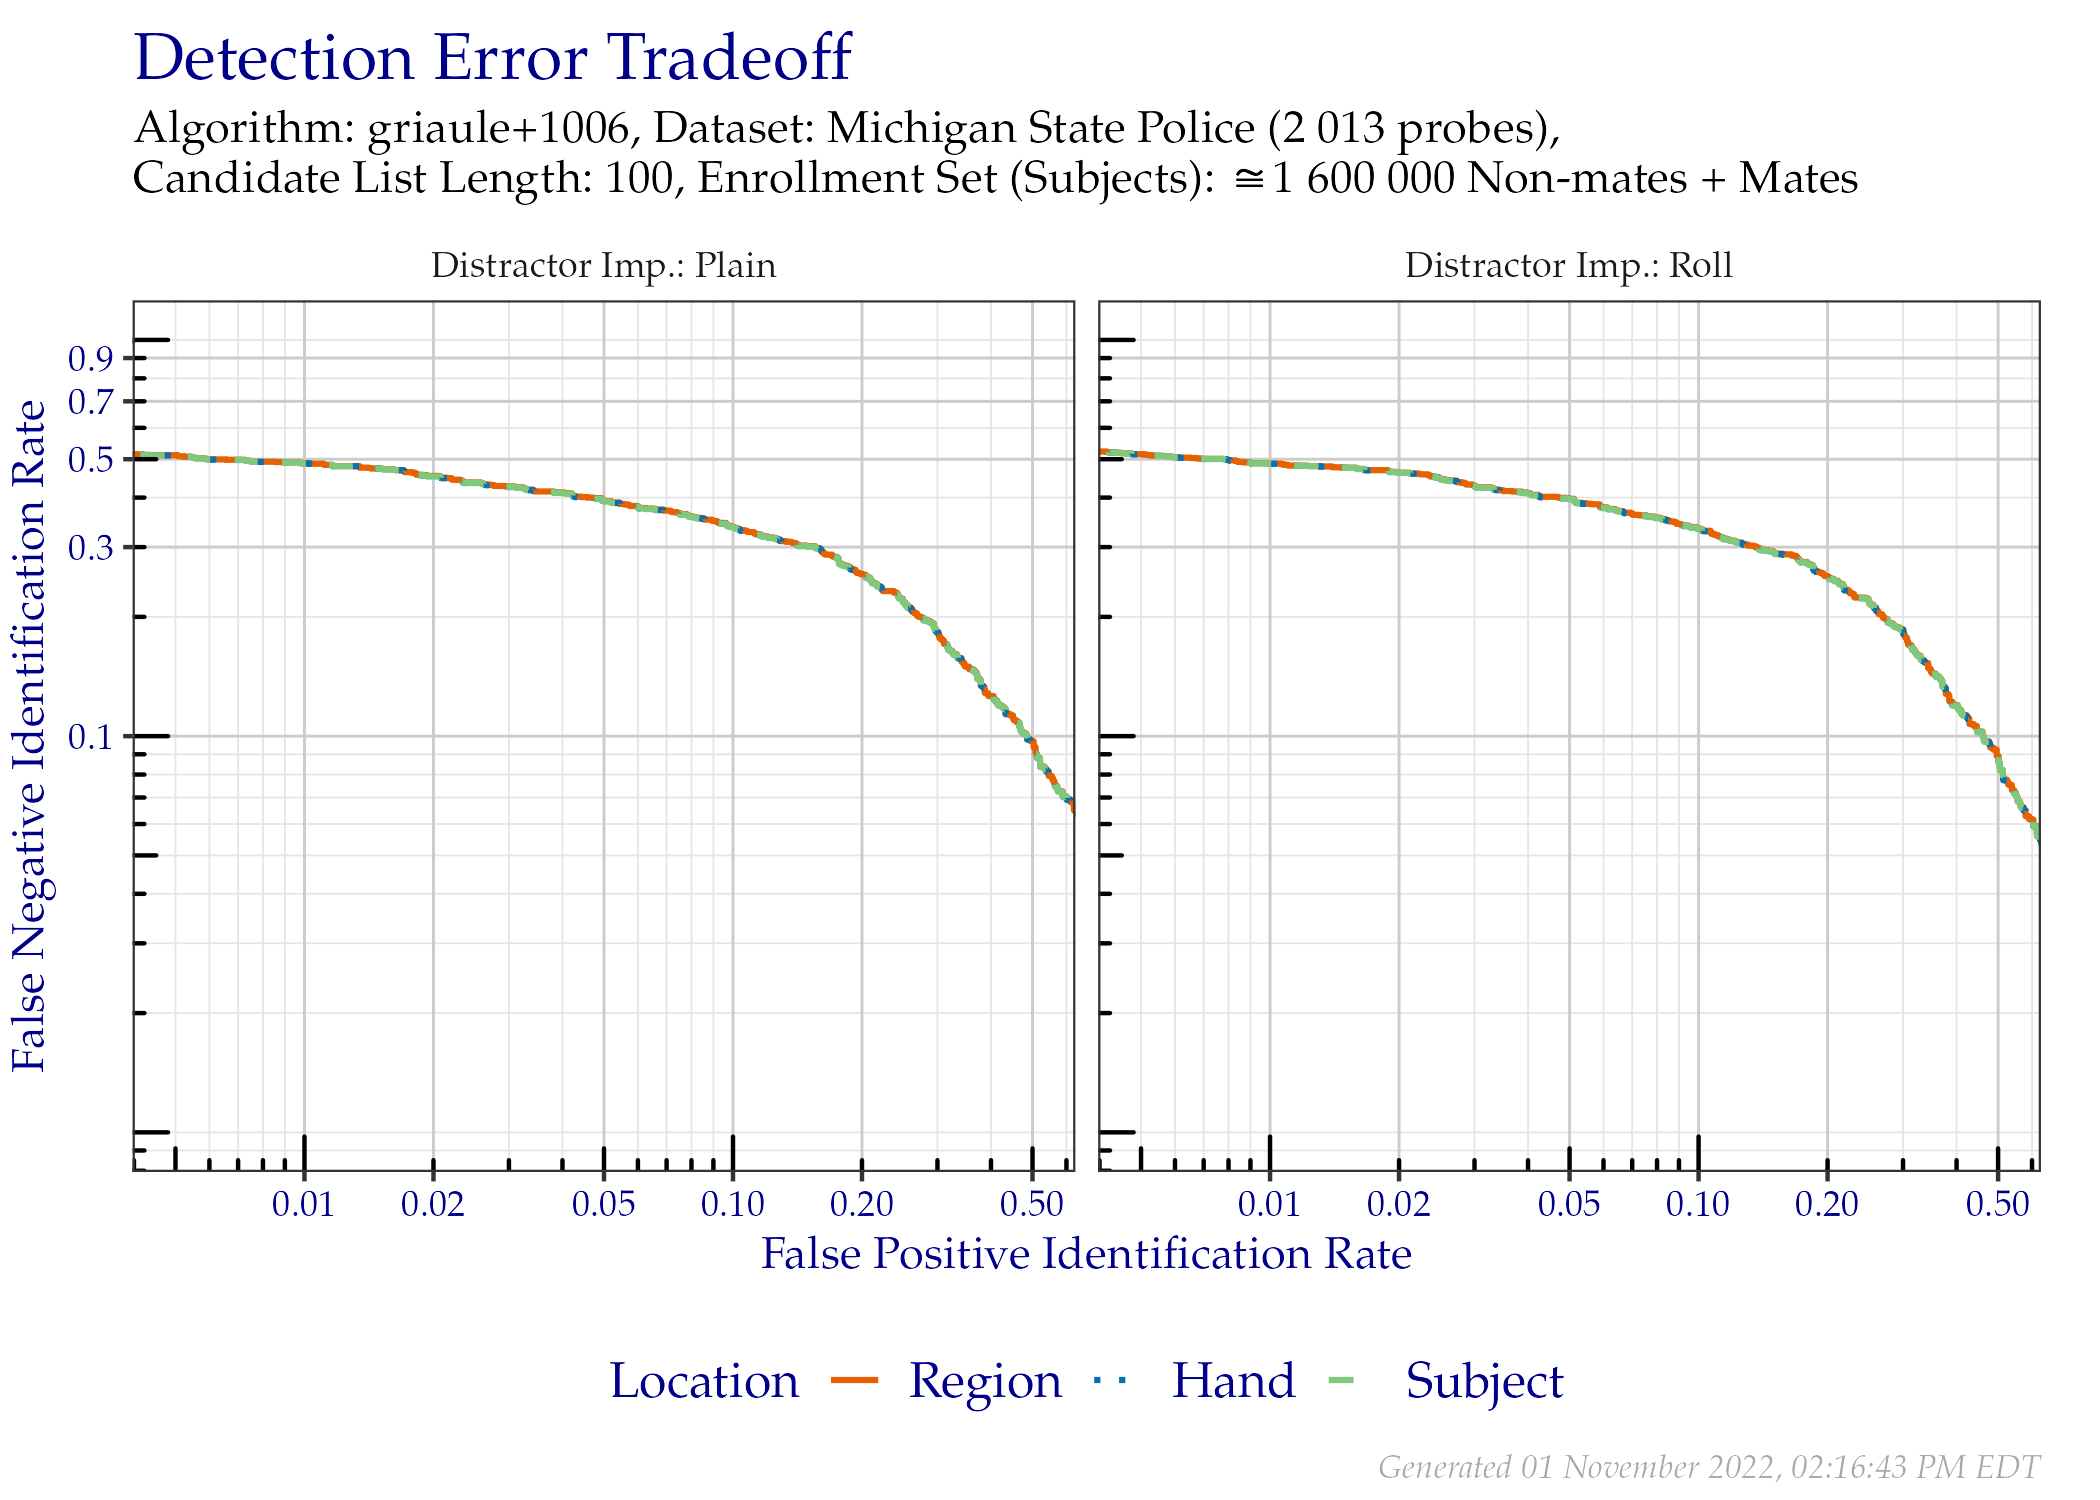 Detection Error Tradeoff
Algorithm: griaule+1006, Dataset: Michigan State Police (2 013 probes),
Candidate List Length: 100, Enrollment Set (Subjects): ≅1 600 000 Non-mates + Mates
Distractor Imp.: Plain
Distractor Imp.: Roll
False Negative Identification Rate
0.9
0.7
0.5
0.3
0.1
0.01 0.02 0.05 0.10 0.20 0.50
0.01 0.02 0.05 0.10 0.20 0.50
False Positive Identification Rate
Location Region Hand Subject
Generated 01 November 2022, 02:16:43 PM EDT